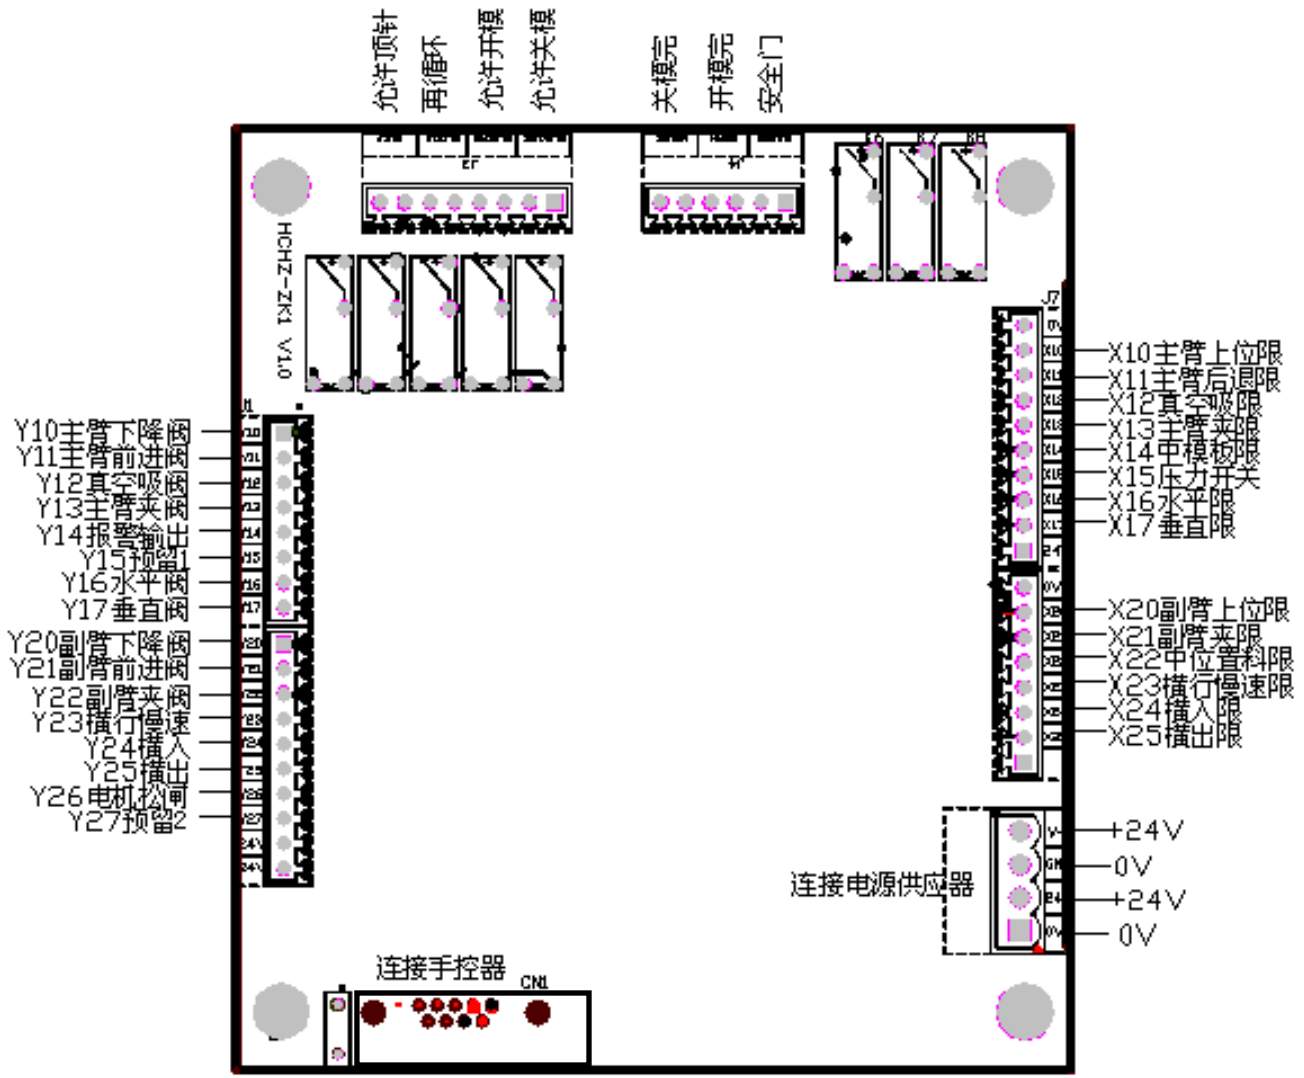 允许顶针
再循环
允许开模
允许关模
关模完
开模完
安全门
HCHZ-ZK1 V1.0
J7
X10主臂上位限
X11主臂后退限
X12真空吸限
X13主臂夹限
X14中模板限
X15压力开关
X16水平限
X17垂直限
X20副臂上位限
X21副臂夹限
X22中位置料限
X23横行慢速限
X24横入限
X25横出限
Y10主臂下降阀
Y11主臂前进阀
Y12真空吸阀
Y13主臂夹阀
Y14报警输出
Y15预留1
Y16水平阀
Y17垂直阀
Y20副臂下降阀
Y21副臂前进阀
Y22副臂夹阀
Y23横行慢速
Y24横入
Y25横出
Y26电机松闸
Y27预留2
+24V
0V
+24V
0V
连接电源供应器
连接手控器
CN1